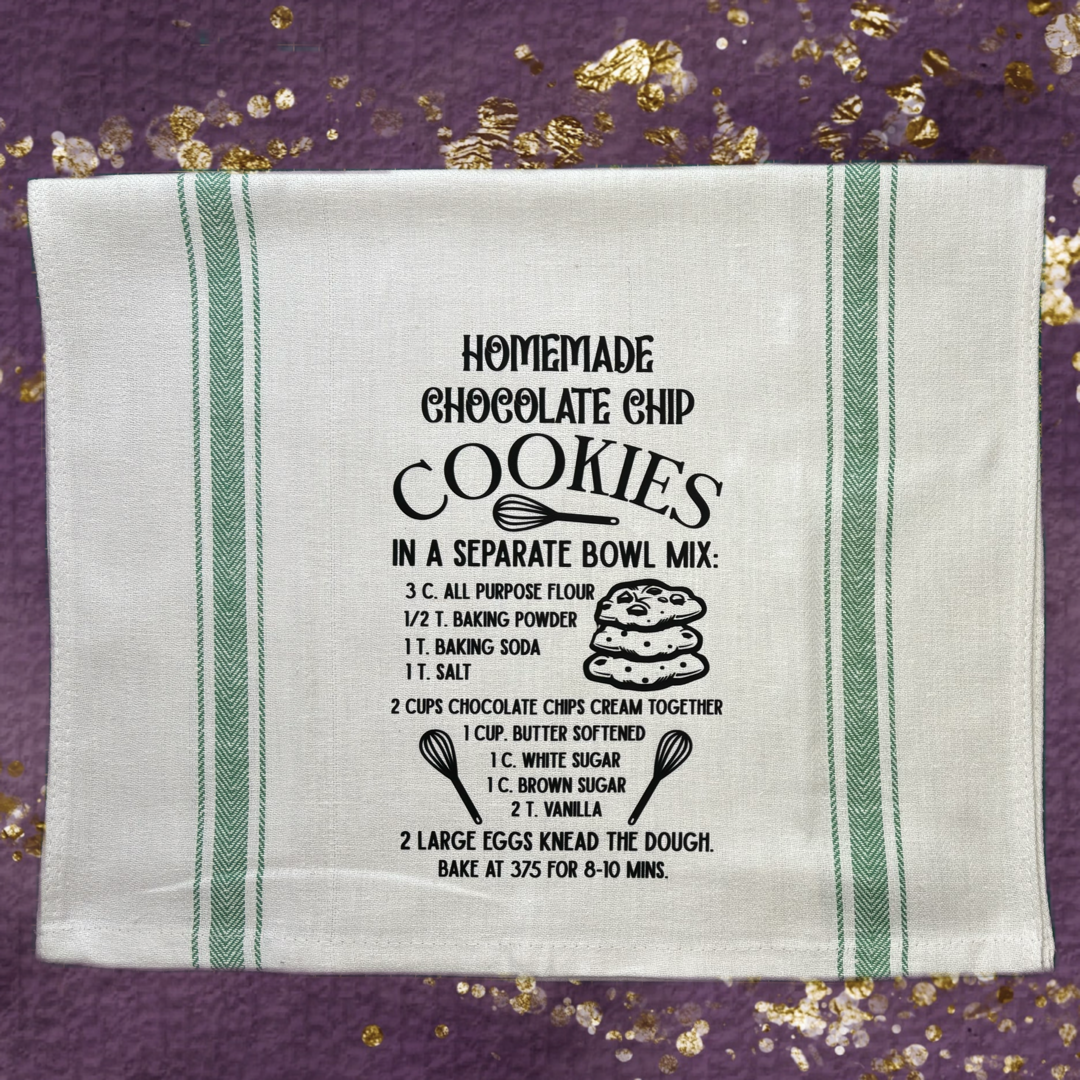 HOMEMADE
CHOCOLATE CHIP
COOKIES
IN A SEPARATE BOWL MIX:
3 C. ALL PURPOSE FLOUR
1/2 T. BAKING POWDER
1 T. BAKING SODA
1 T. SALT
2 CUPS CHOCOLATE CHIPS CREAM TOGETHER
1 CUP. BUTTER SOFTENED
1 C. WHITE SUGAR
1 C. BROWN SUGAR
2 T. VANILLA
2 LARGE EGGS KNEAD THE DOUGH.
BAKE AT 375 FOR 8-10 MINS.